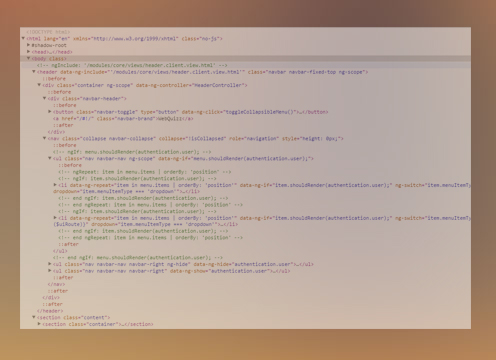 <!DOCTYPE html>
▼<html lang="en" xmlns="http://www.w3.org/1999/xhtml" class="no-js">
▶#shadow-root
▶<head>…</head>
▼<body class>
<!-- ngInclude: '/modules/core/views/header.client.view.html' -->
▼<header data-ng-include="'/modules/core/views/header.client.view.html'" class="navbar navbar-fixed-top ng-scope">
::before
▼<div class="container ng-scope" data-ng-controller="HeaderController">
::before
▼<div class="navbar-header">
::before
▶<button class="navbar-toggle" type="button" data-ng-click="toggleCollapsibleMenu()">…</button>
<a href="/#!/" class="navbar-brand">WebQuiz</a>
::after
</div>
▼<nav class="collapse navbar-collapse" collapse="!isCollapsed" role="navigation" style="height: 0px;">
::before
<!-- ngIf: menu.shouldRender(authentication.user); -->
▼<ul class="nav navbar-nav ng-scope" data-ng-if="menu.shouldRender(authentication.user);">
::before
<!-- ngRepeat: item in menu.items | orderBy: 'position' -->
<!-- ngIf: item.shouldRender(authentication.user); -->
▶<li data-ng-repeat="item in menu.items | orderBy: 'position'" data-ng-if="item.shouldRender(authentication.user);" ng-switch="item.menuItemT
dropdown="item.menuItemType === 'dropdown'">…</li>
<!-- end ngIf: item.shouldRender(authentication.user); -->
<!-- end ngRepeat: item in menu.items | orderBy: 'position' -->
<!-- ngIf: item.shouldRender(authentication.user); -->
▶<li data-ng-repeat="item in menu.items | orderBy: 'position'" data-ng-if="item.shouldRender(authentication.user);" ng-switch="item.menuItemTy
dropdown="item.menuItemType === 'dropdown'">…</li>
<!-- end ngIf: item.shouldRender(authentication.user); -->
<!-- end ngRepeat: item in menu.items | orderBy: 'position' -->
::after
</ul>
<!-- end ngIf: menu.shouldRender(authentication.user); -->
▶<ul class="nav navbar-nav navbar-right ng-hide" data-ng-hide="authentication.user">…</ul>
▶<ul class="nav navbar-nav navbar-right" data-ng-show="authentication.user">…</ul>
::after
</nav>
::after
</div>
::after
</header>
▼<section class="content">
▶<section class="container">…</section>